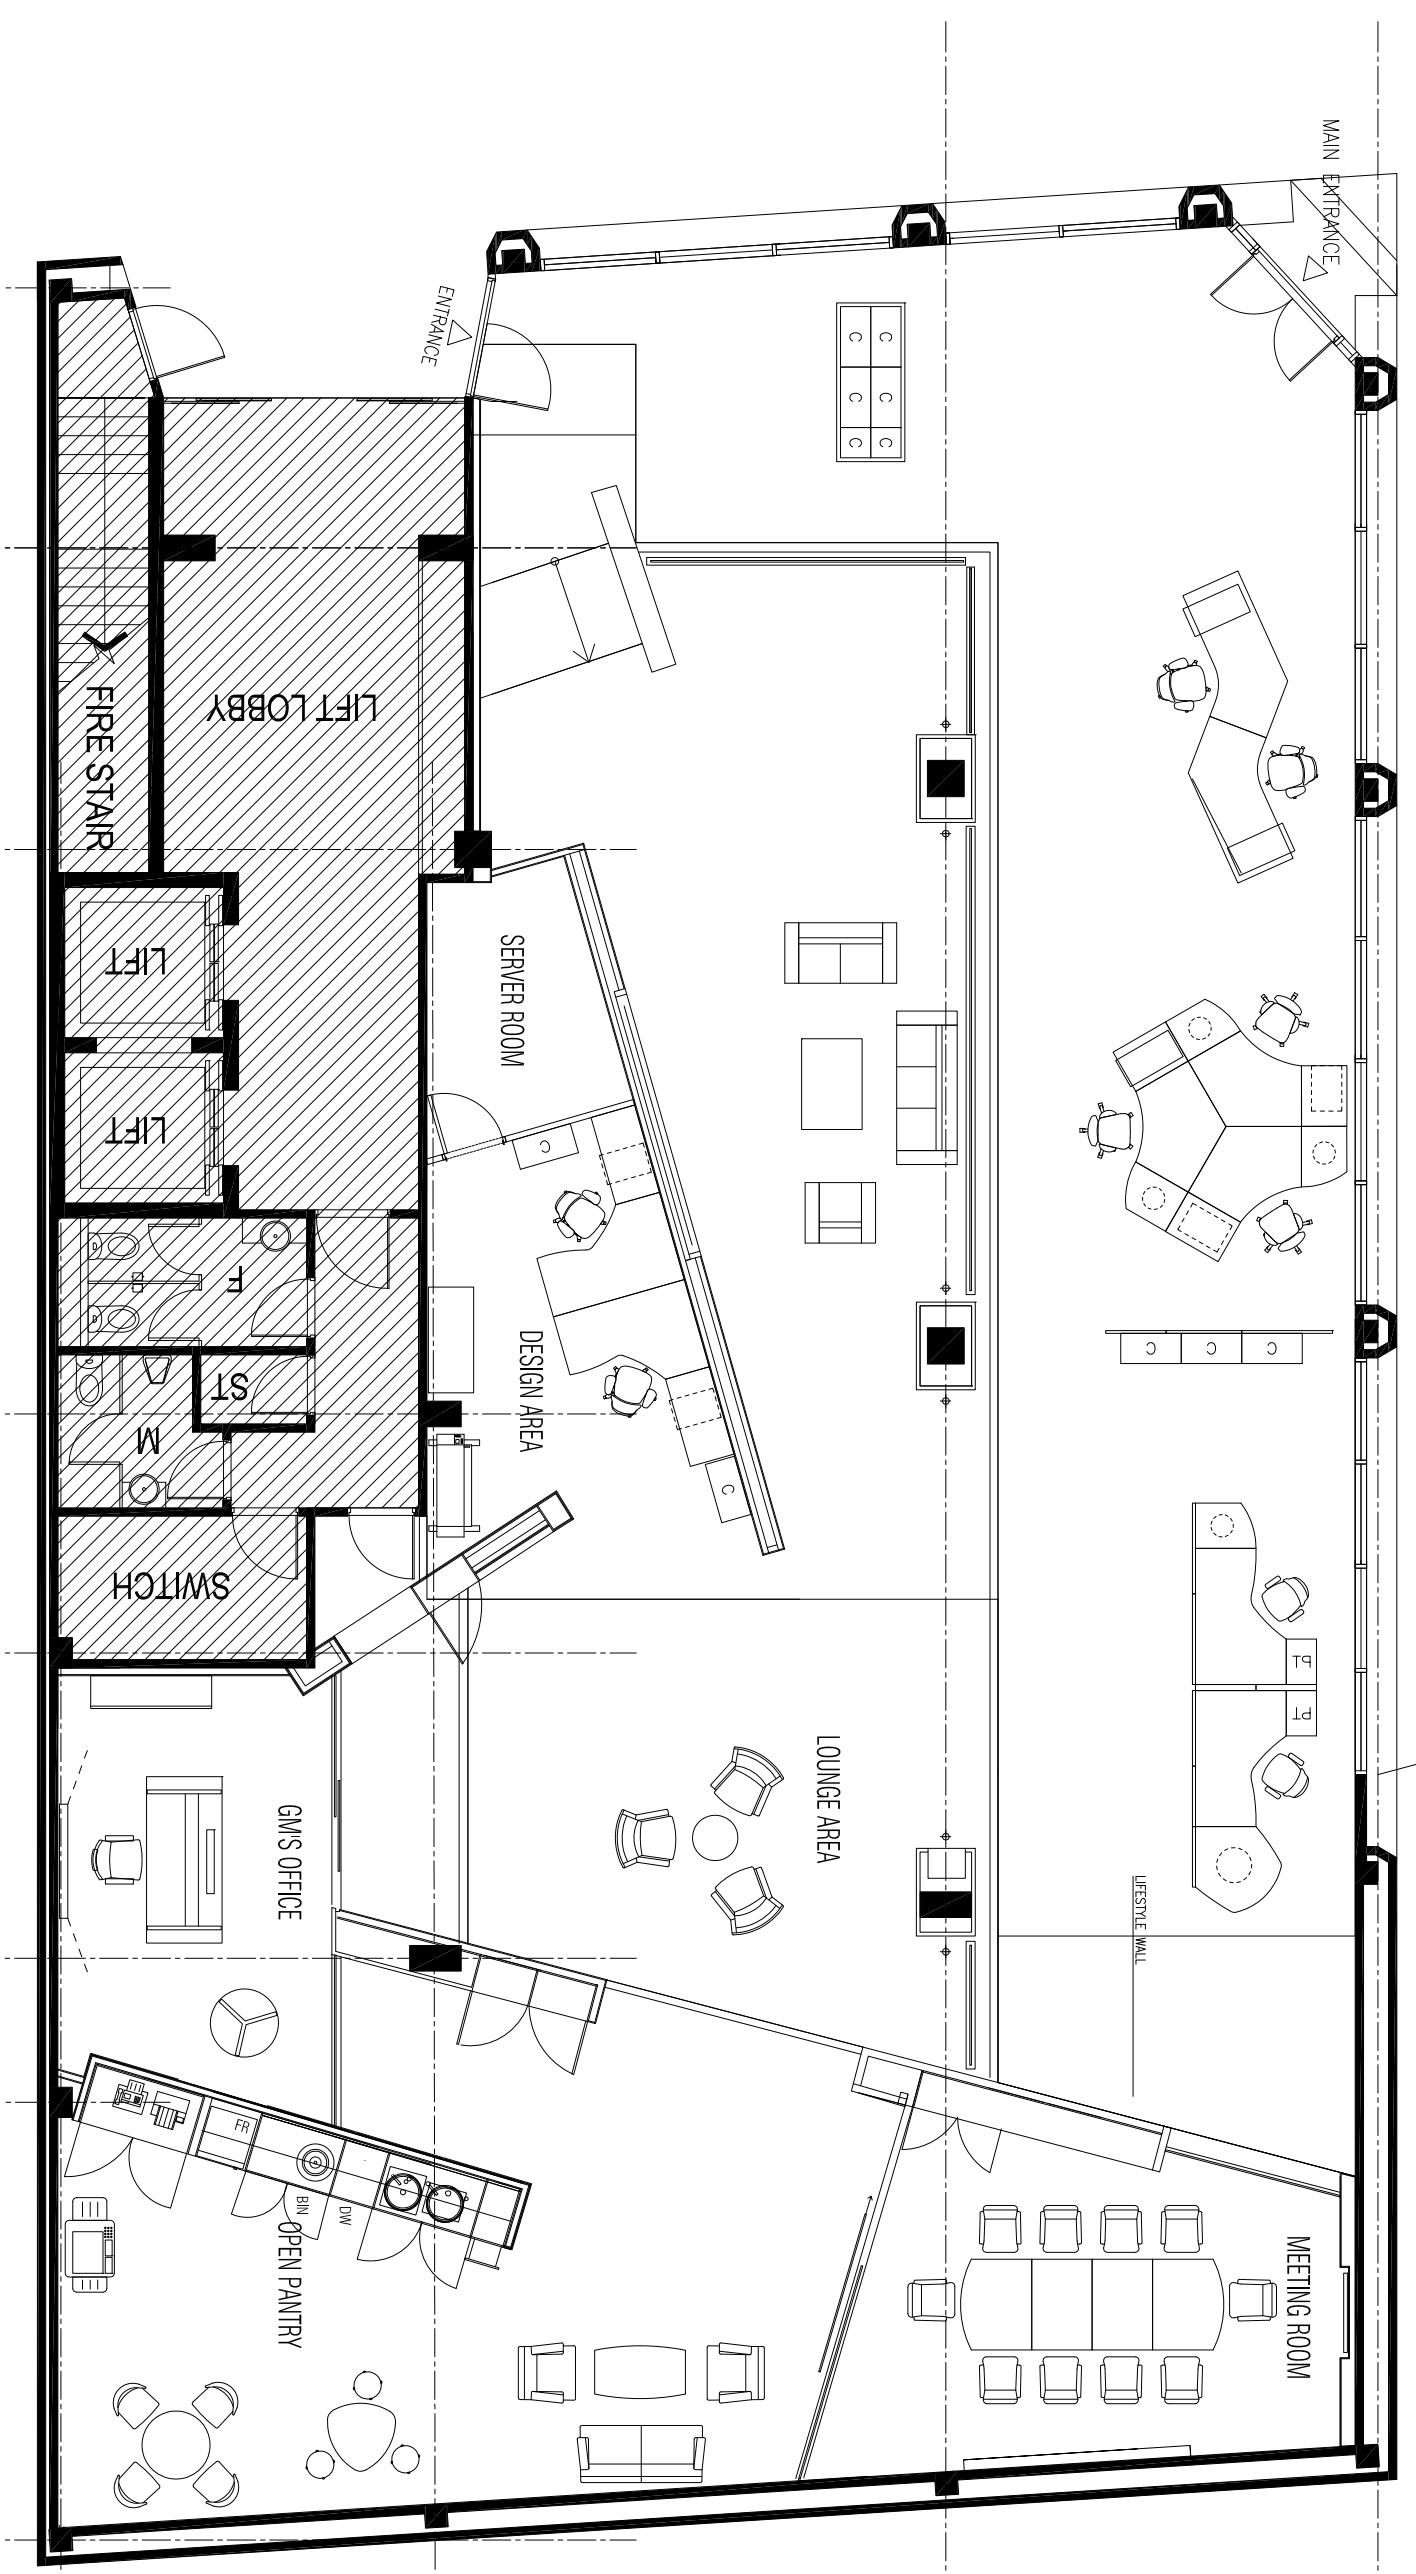 MAIN ENTRANCE
ENTRANCE
C C
C C
C C
LIFT LOBBY
FIRE STAIR
LIFT
SERVER ROOM
LIFT
C
F
DESIGN AREA
C C C
ST
M
C
SWITCH
PT
PT
LOUNGE AREA
GM'S OFFICE
LIFESTYLE WALL
FR
BIN
DW
OPEN PANTRY
MEETING ROOM